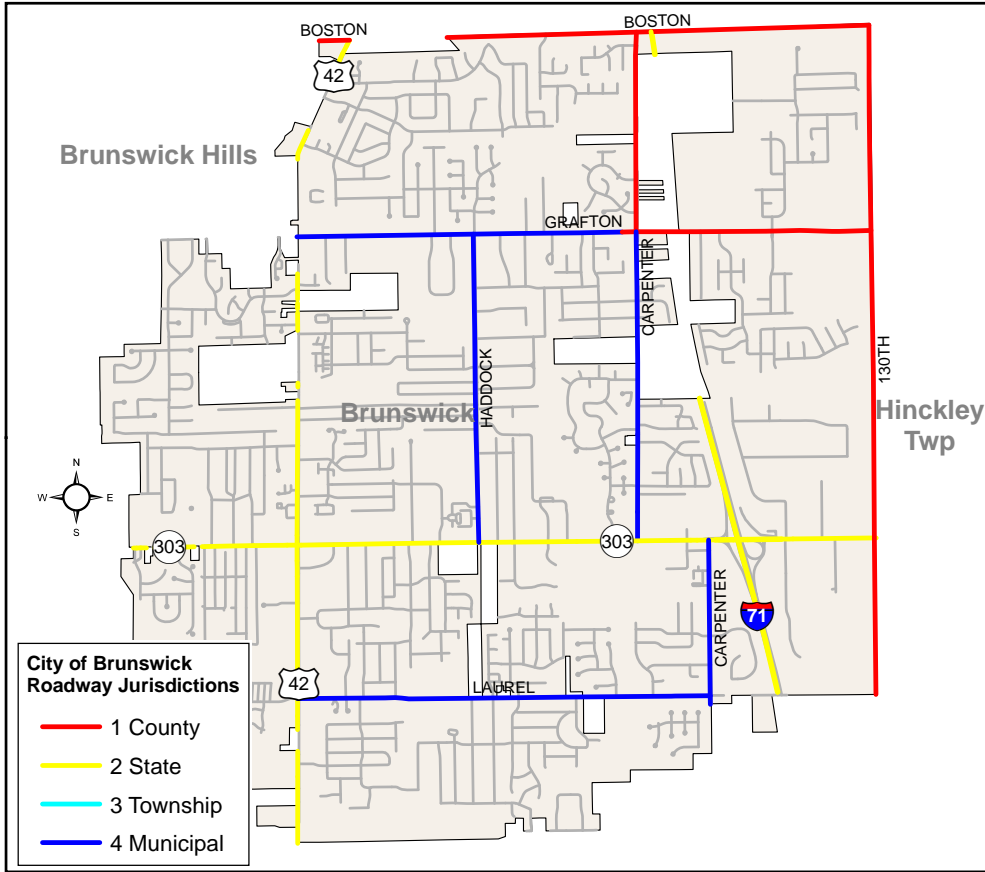 BOSTON
BOSTON
42
Brunswick Hills
GRAFTON
CARPENTER
130TH
HADDOCK
Brunswick
Hinckley
Twp
N
W E
S
303
303
CARPENTER
71
42
LAUREL
City of Brunswick
Roadway Jurisdictions
1 County
2 State
3 Township
4 Municipal